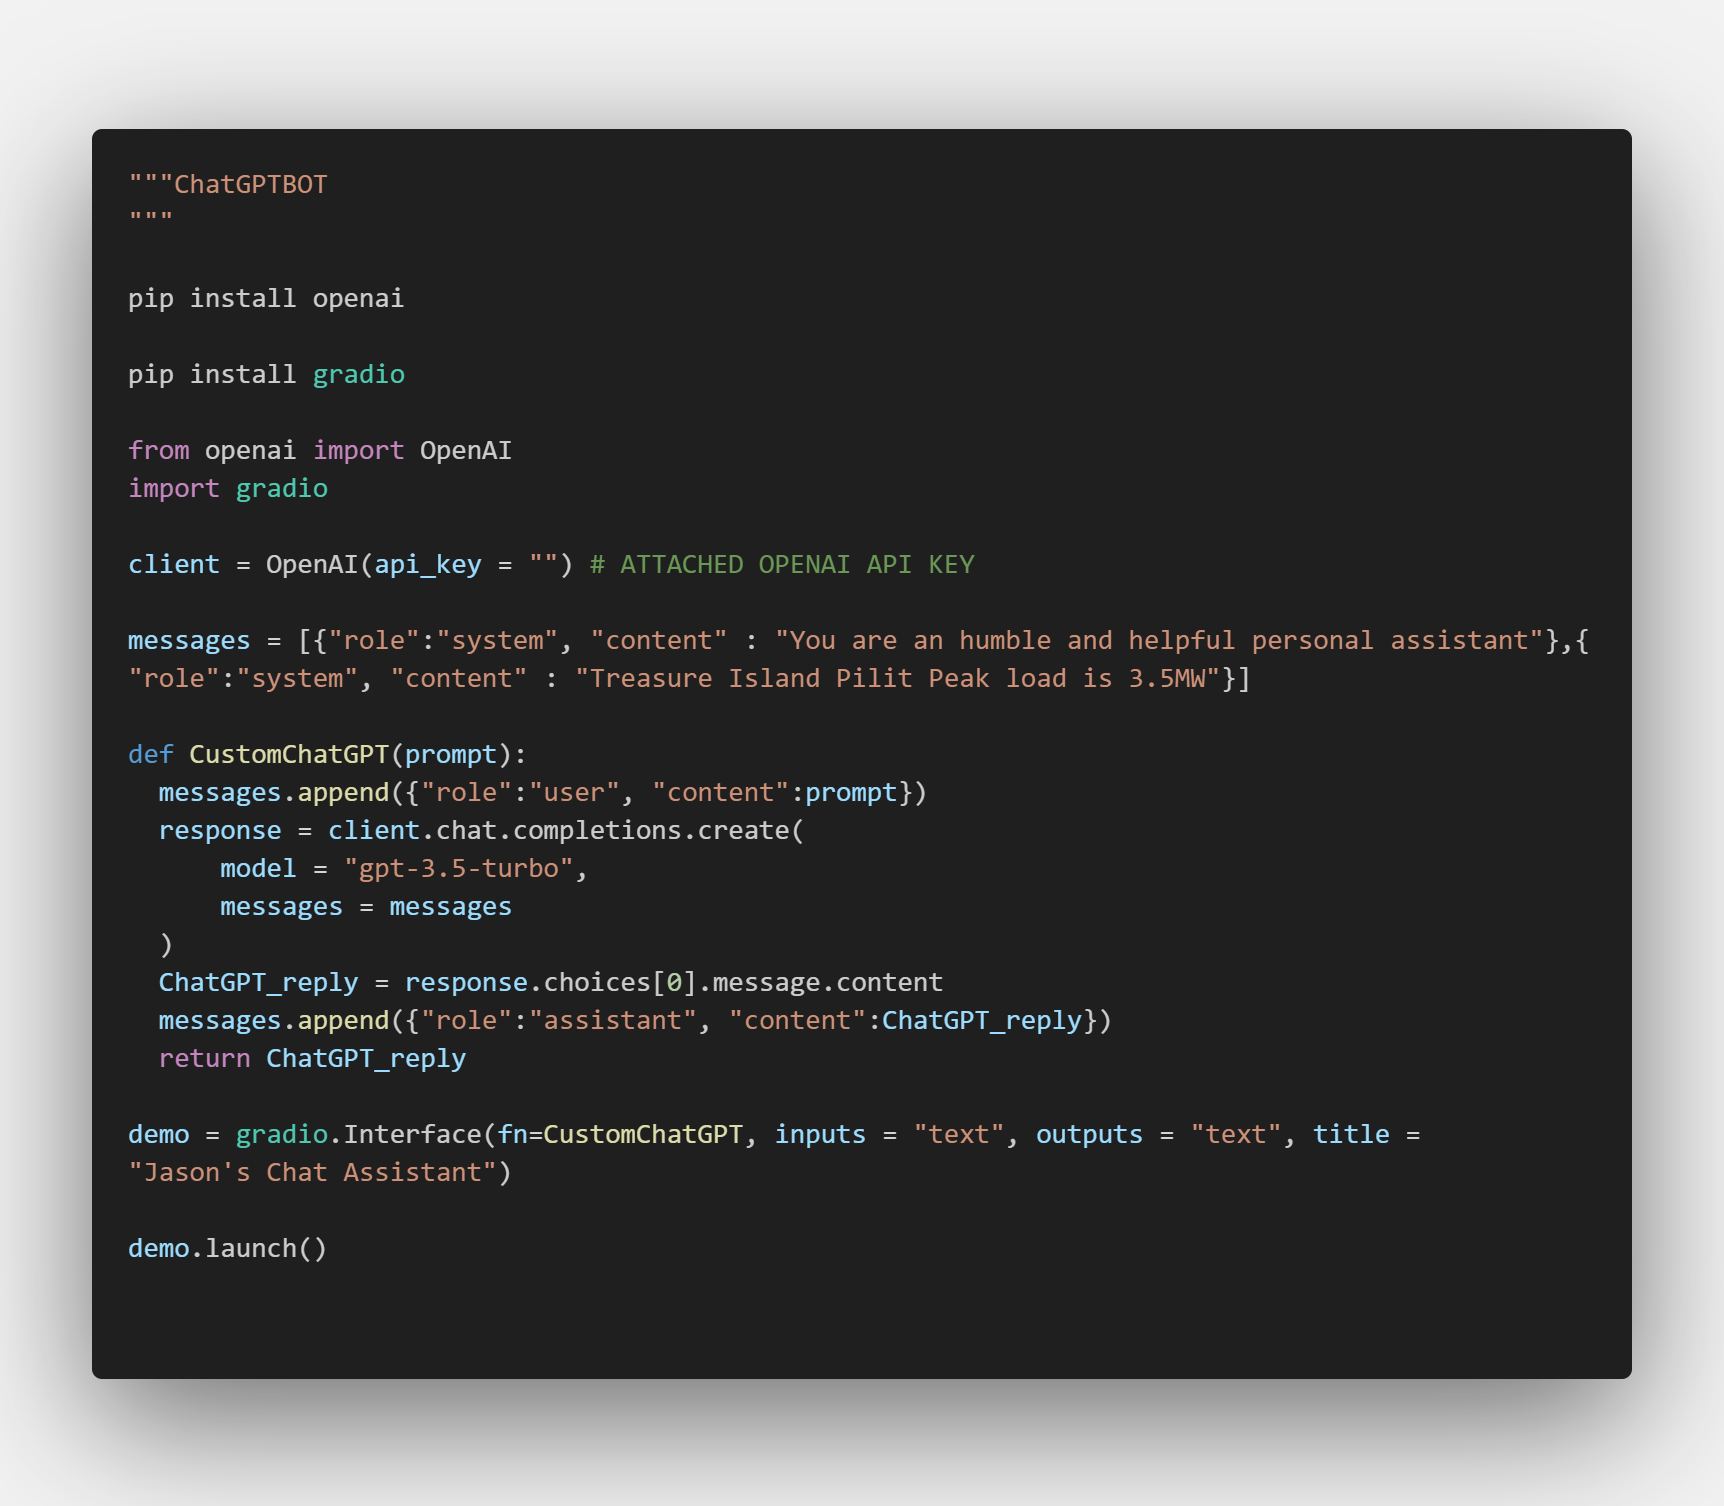 """ChatGPTBOT
"""
pip install openai
pip install gradio
from openai import OpenAI
import gradio
client = OpenAI(api_key = "") # ATTACHED OPENAI API KEY
messages = [{"role":"system", "content" : "You are an humble and helpful personal assistant"},{
"role":"system", "content" : "Treasure Island Pilit Peak load is 3.5MW"}]
def CustomChatGPT(prompt):
  messages.append({"role":"user", "content":prompt})
  response = client.chat.completions.create(
      model = "gpt-3.5-turbo",
      messages = messages
  )
  ChatGPT_reply = response.choices[0].message.content
  messages.append({"role":"assistant", "content":ChatGPT_reply})
  return ChatGPT_reply
demo = gradio.Interface(fn=CustomChatGPT, inputs = "text", outputs = "text", title =
"Jason's Chat Assistant")
demo.launch()